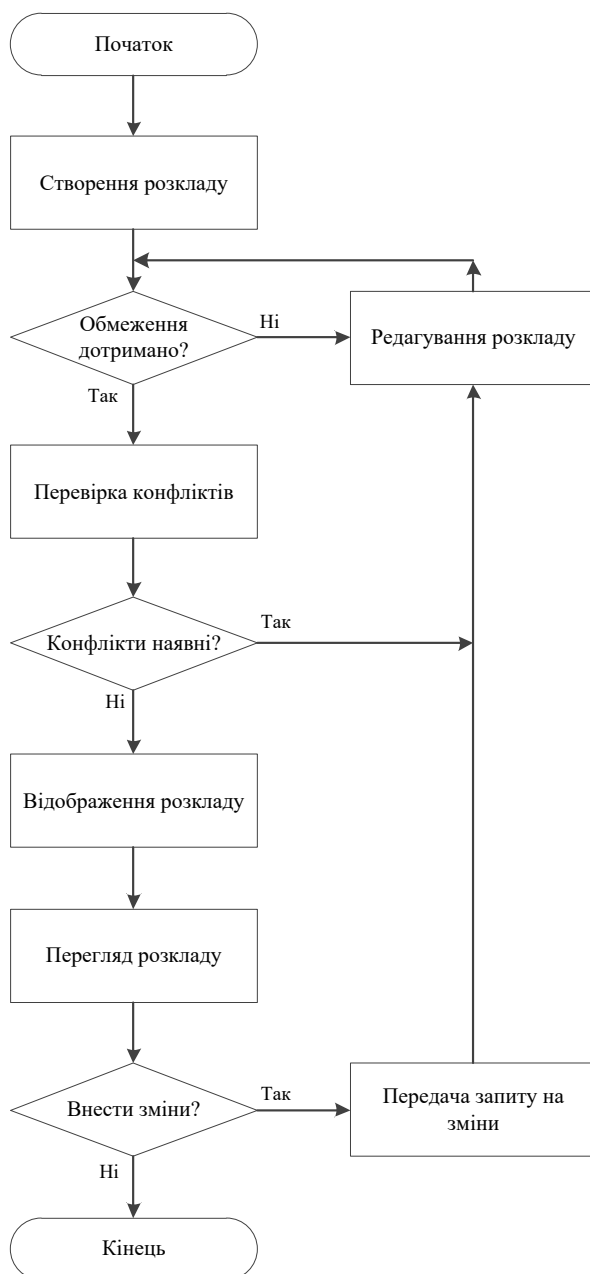 Початок
Створення розкладу
Обмеження
дотримано?
Ні
Редагування розкладу
Так
Перевірка конфліктів
Конфлікти наявні?
Так
Ні
Відображення розкладу
Перегляд розкладу
Внести зміни?
Так
Передача запиту на
зміни
Ні
Кінець